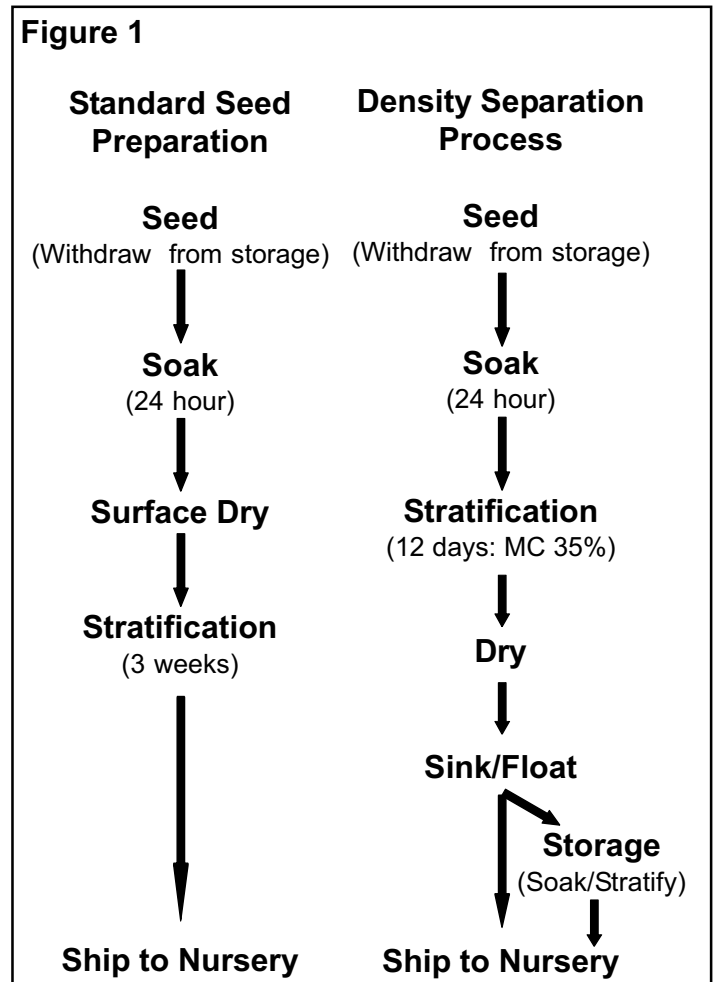 Figure 1
Standard Seed
Preparation
Seed
(Withdraw from storage)
Soak
(24 hour)
Surface Dry
Stratification
(3 weeks)
Ship to Nursery
Density Separation
Process
Seed
(Withdraw from storage)
Soak
(24 hour)
Stratification
(12 days: MC 35%)
Dry
Sink/Float
Storage
(Soak/Stratify)
Ship to Nursery